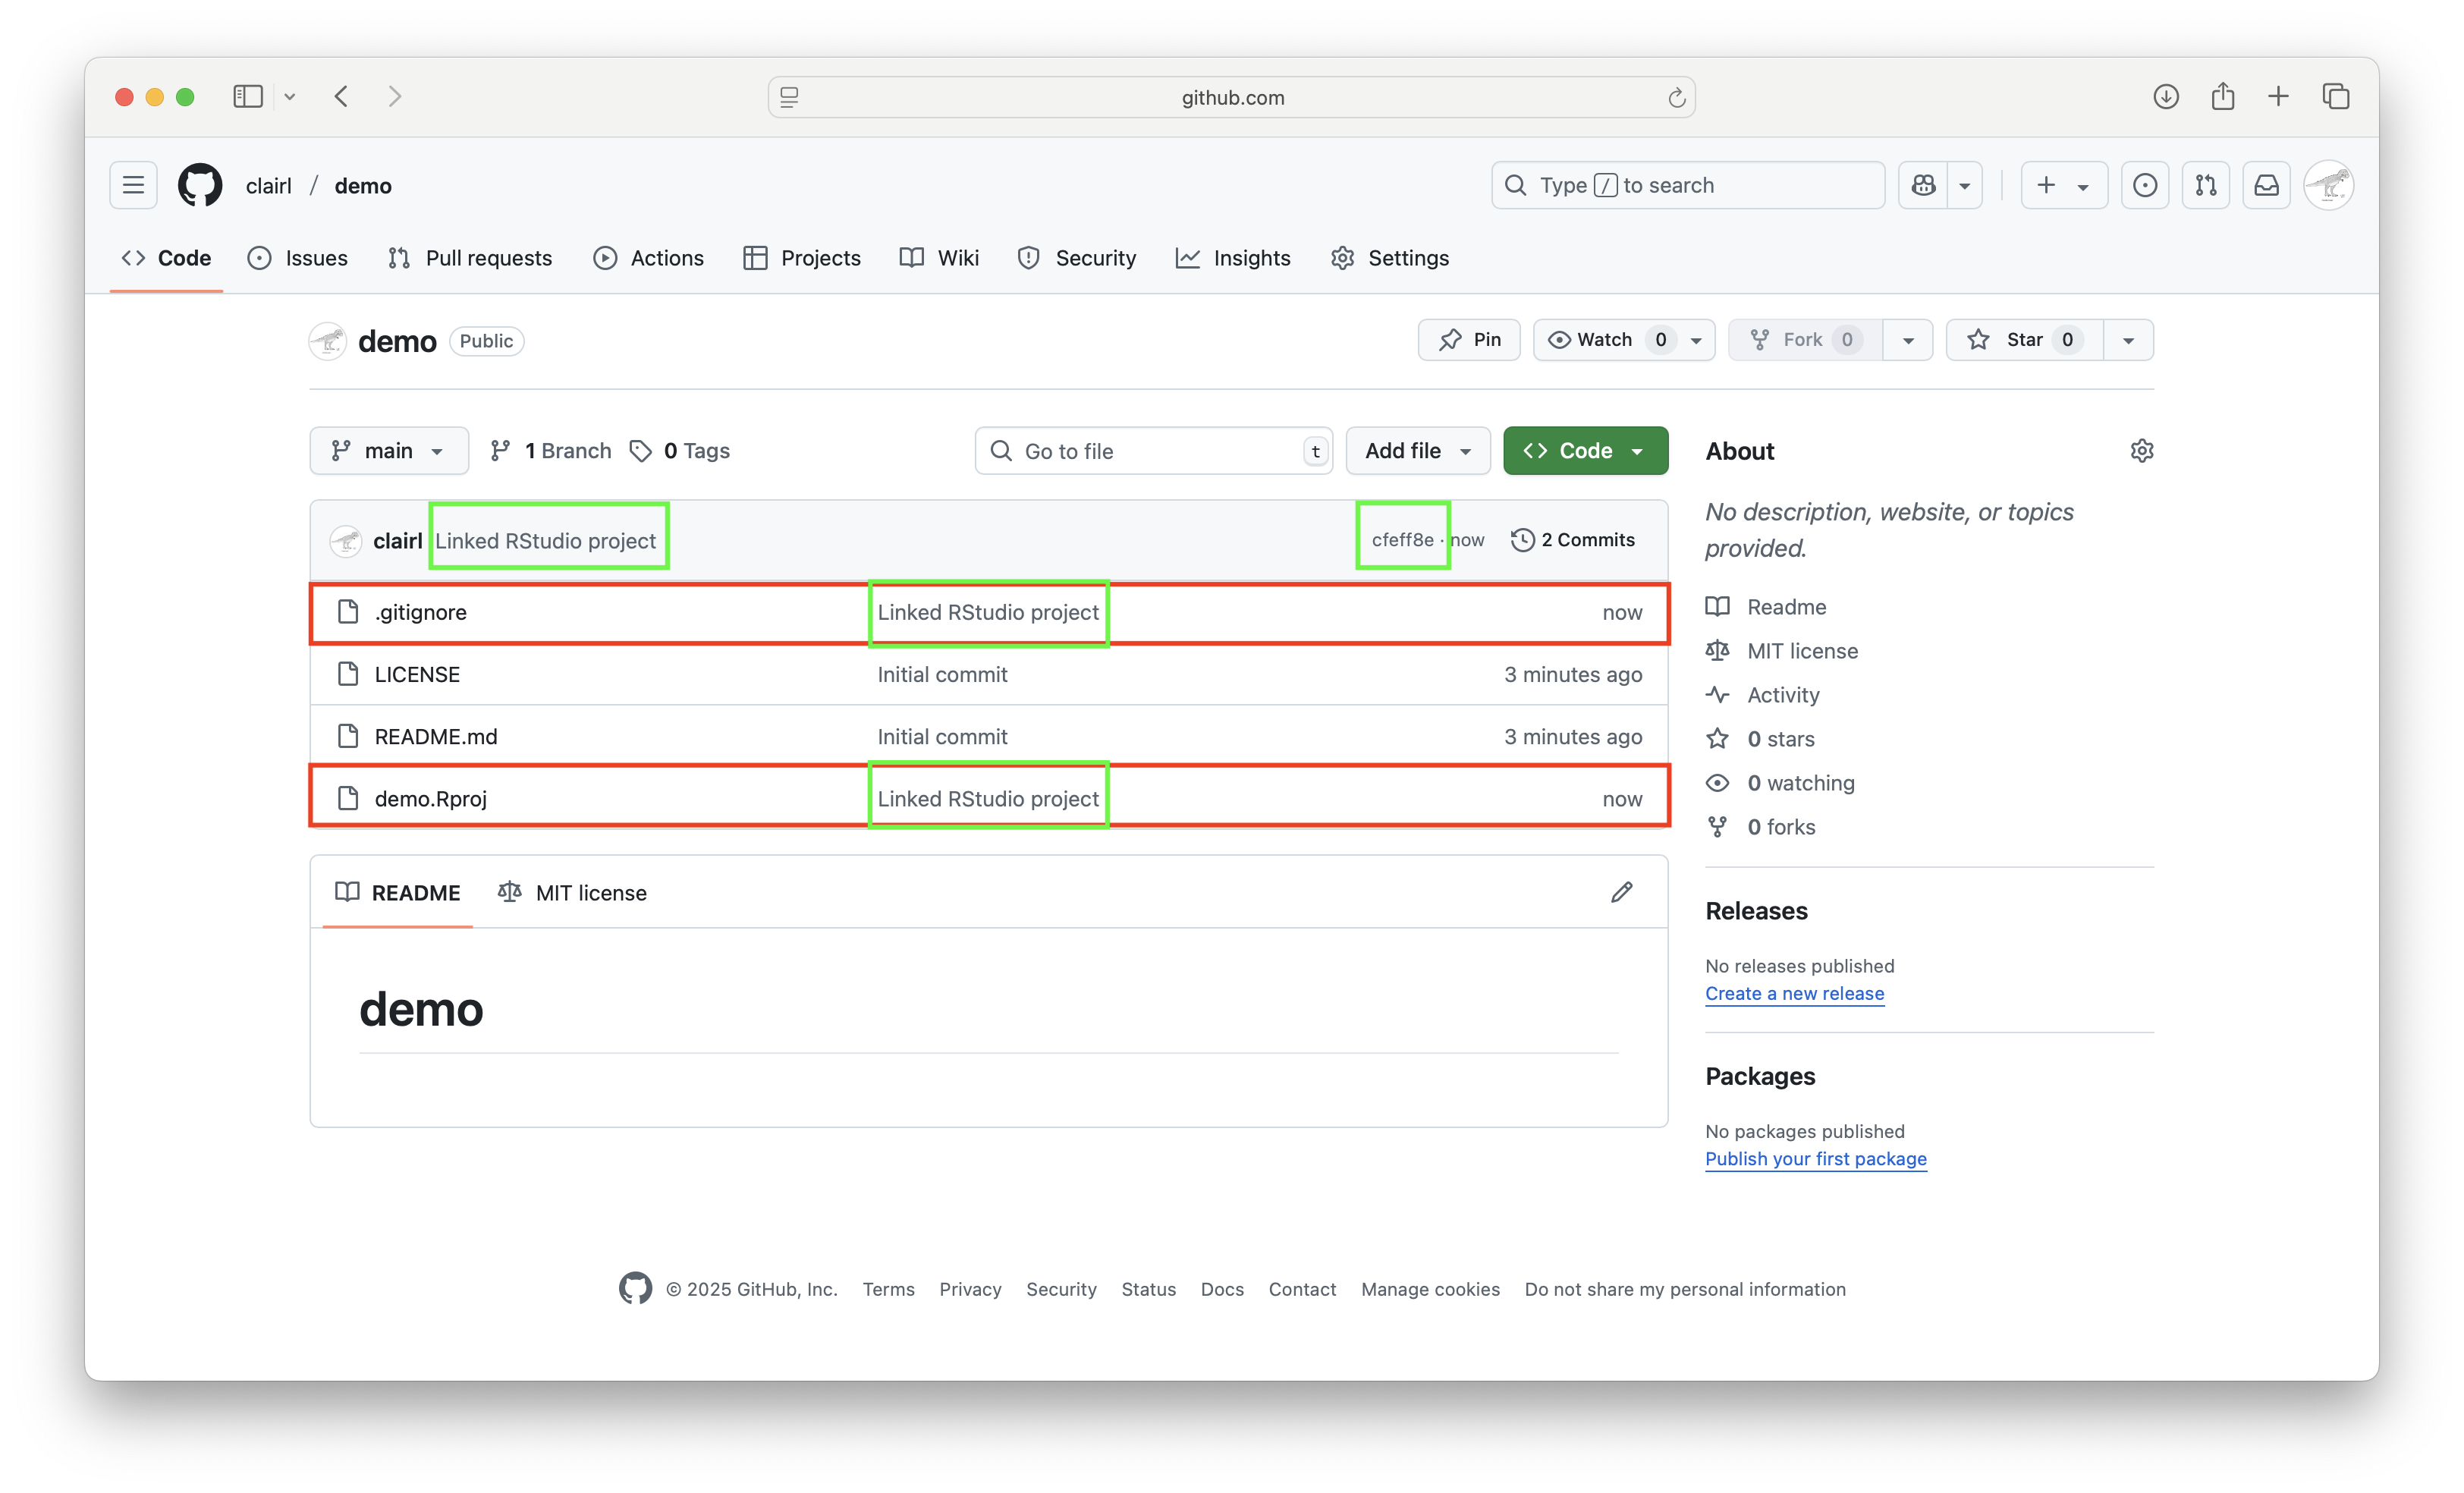 github.com
clairl / demo
Type / to search
Code Issues Pull requests Actions Projects Wiki Security Insights Settings
demo Public
Pin Watch 0 Fork 0 Star 0
main 1 Branch 0 Tags Go to file t Add file Code
clairl Linked RStudio project cfeff8e · now 2 Commits
.gitignore Linked RStudio project now
LICENSE Initial commit 3 minutes ago
README.md Initial commit 3 minutes ago
demo.Rproj Linked RStudio project now
README MIT license
demo
About
No description, website, or topics
provided.
Readme
MIT license
Activity
0 stars
0 watching
0 forks
Releases
No releases published
Create a new release
Packages
No packages published
Publish your first package
© 2025 GitHub, Inc. Terms Privacy Security Status Docs Contact Manage cookies Do not share my personal information